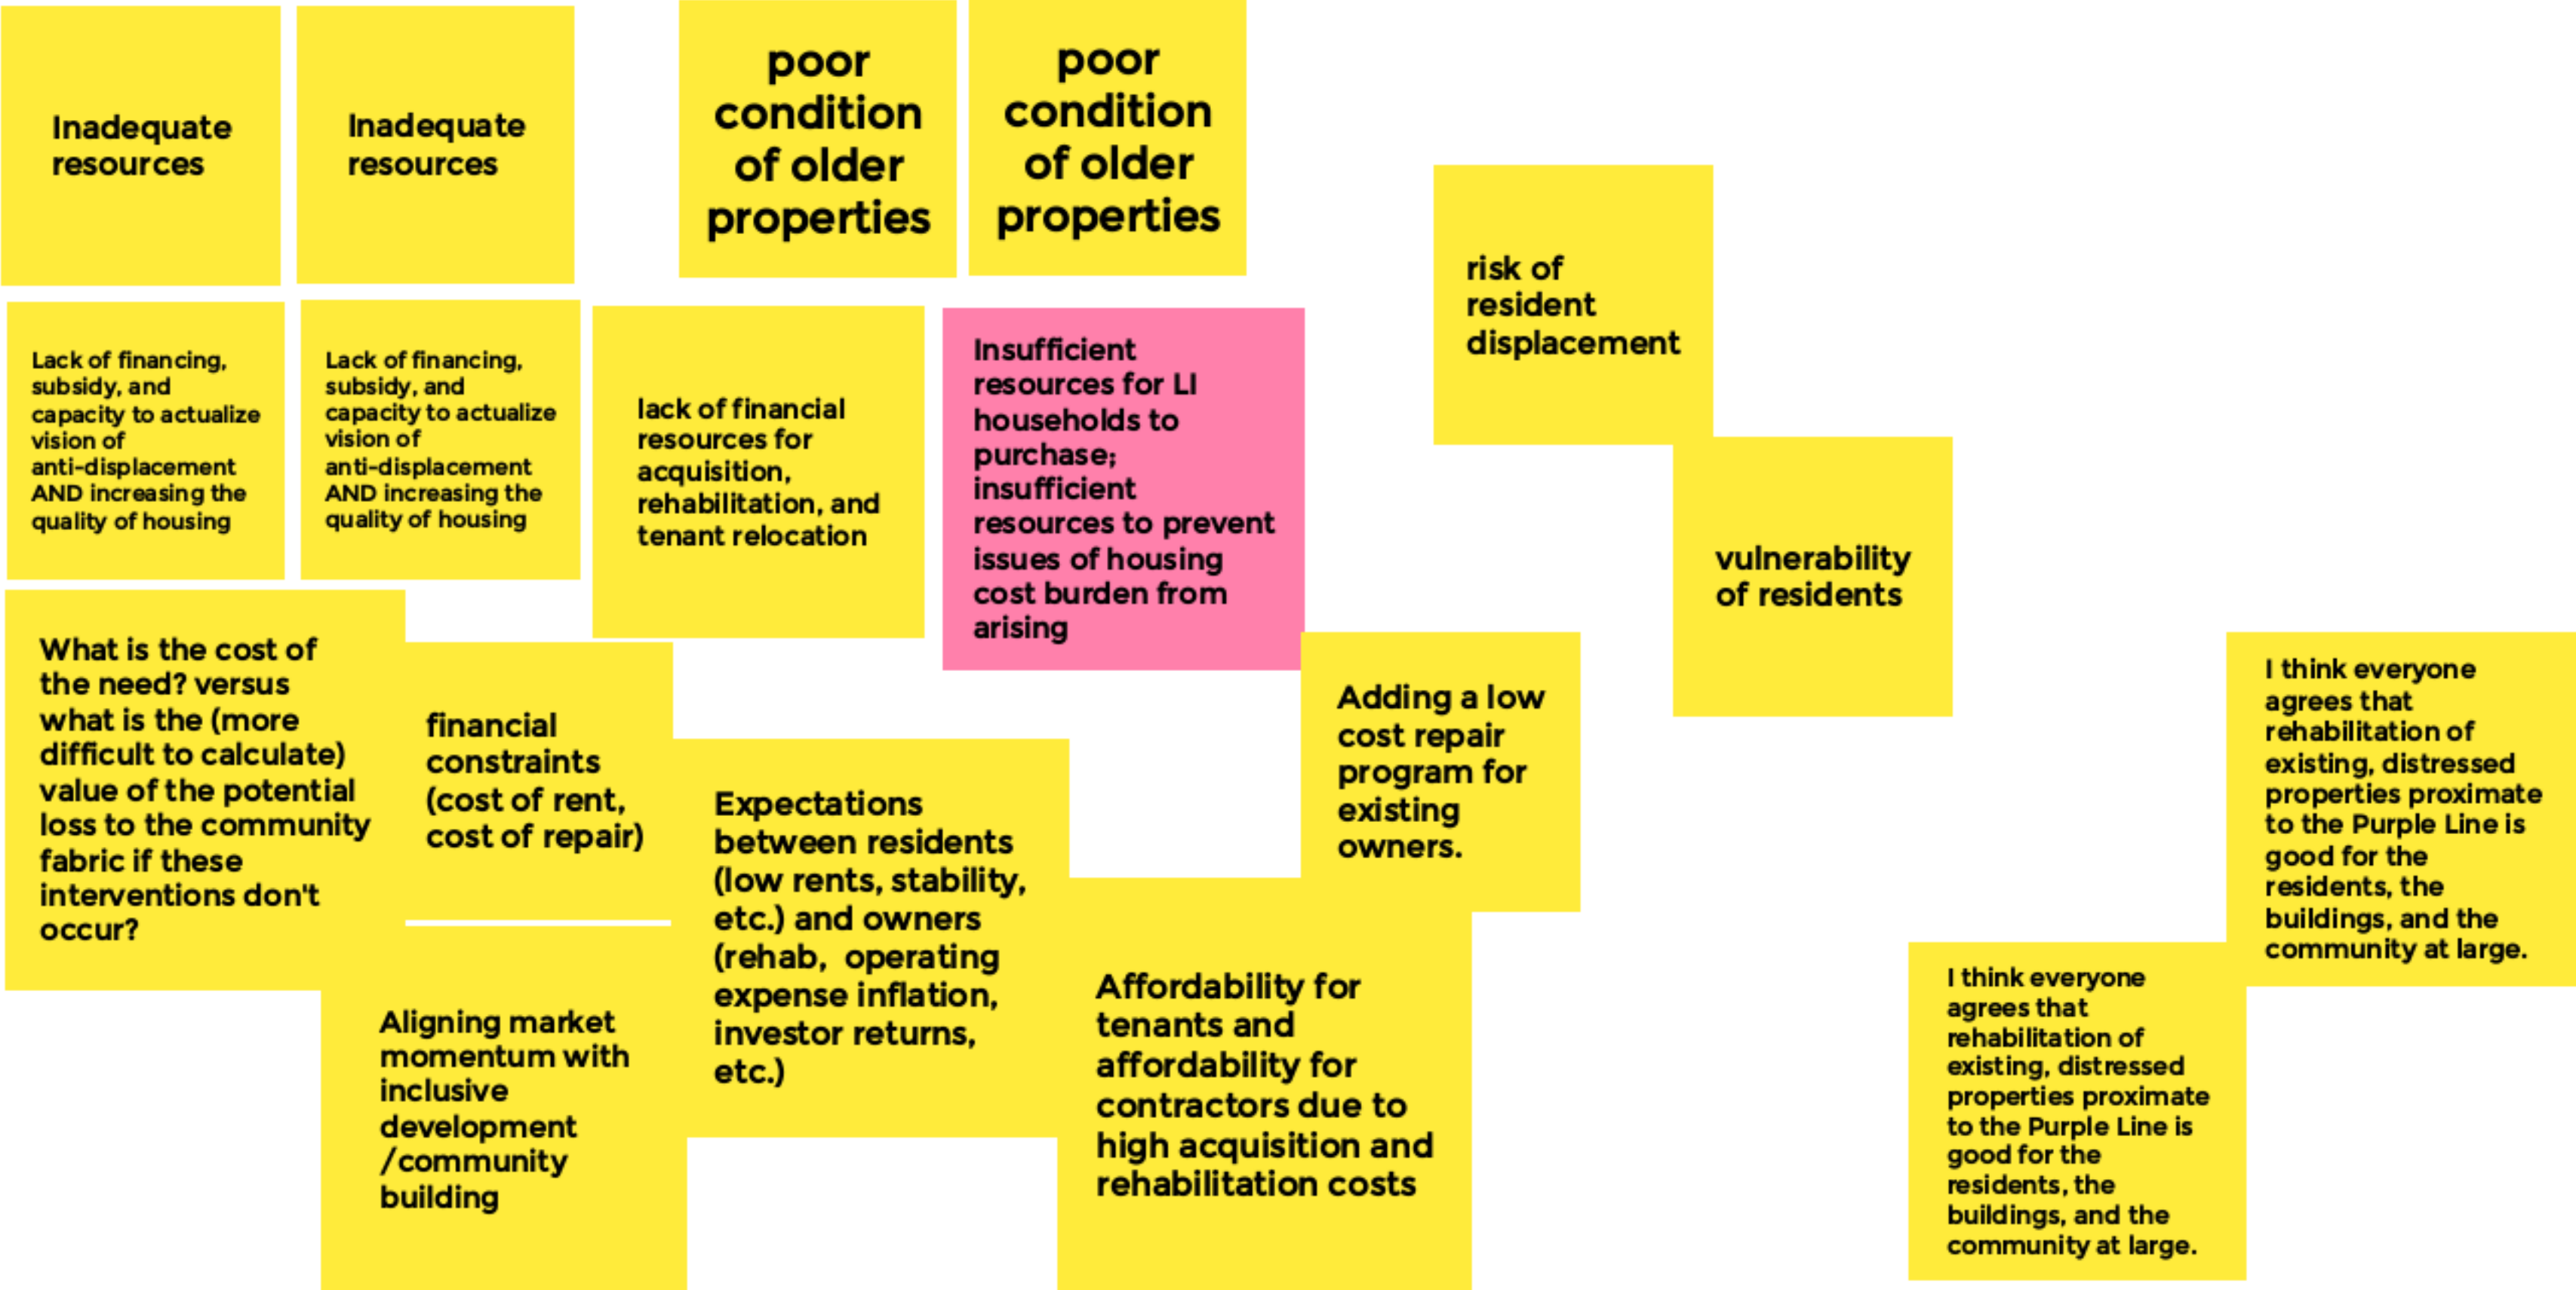 Inadequate
resources
Inadequate
resources
poor
condition
of older
properties
poor
condition
of older
properties
risk of
resident
displacement
Lack of financing,
subsidy, and
capacity to actualize
vision of
anti-displacement
AND increasing the
quality of housing
Lack of financing,
subsidy, and
capacity to actualize
vision of
anti-displacement
AND increasing the
quality of housing
lack of financial
resources for
acquisition,
rehabilitation, and
tenant relocation
Insufficient
resources for LI
households to
purchase;
insufficient
resources to prevent
issues of housing
cost burden from
arising
vulnerability
of residents
What is the cost of
the need? versus
what is the (more
difficult to calculate)
value of the potential
loss to the community
fabric if these
interventions don't
occur?
financial
constraints
(cost of rent,
cost of repair)
Expectations
between residents
(low rents, stability,
etc.) and owners
(rehab,  operating
expense inflation,
investor returns,
etc.)
Adding a low
cost repair
program for
existing
owners.
I think everyone
agrees that
rehabilitation of
existing, distressed
properties proximate
to the Purple Line is
good for the
residents, the
buildings, and the
community at large.
Aligning market
momentum with
inclusive
development
/community
building
Affordability for
tenants and
affordability for
contractors due to
high acquisition and
rehabilitation costs
I think everyone
agrees that
rehabilitation of
existing, distressed
properties proximate
to the Purple Line is
good for the
residents, the
buildings, and the
community at large.